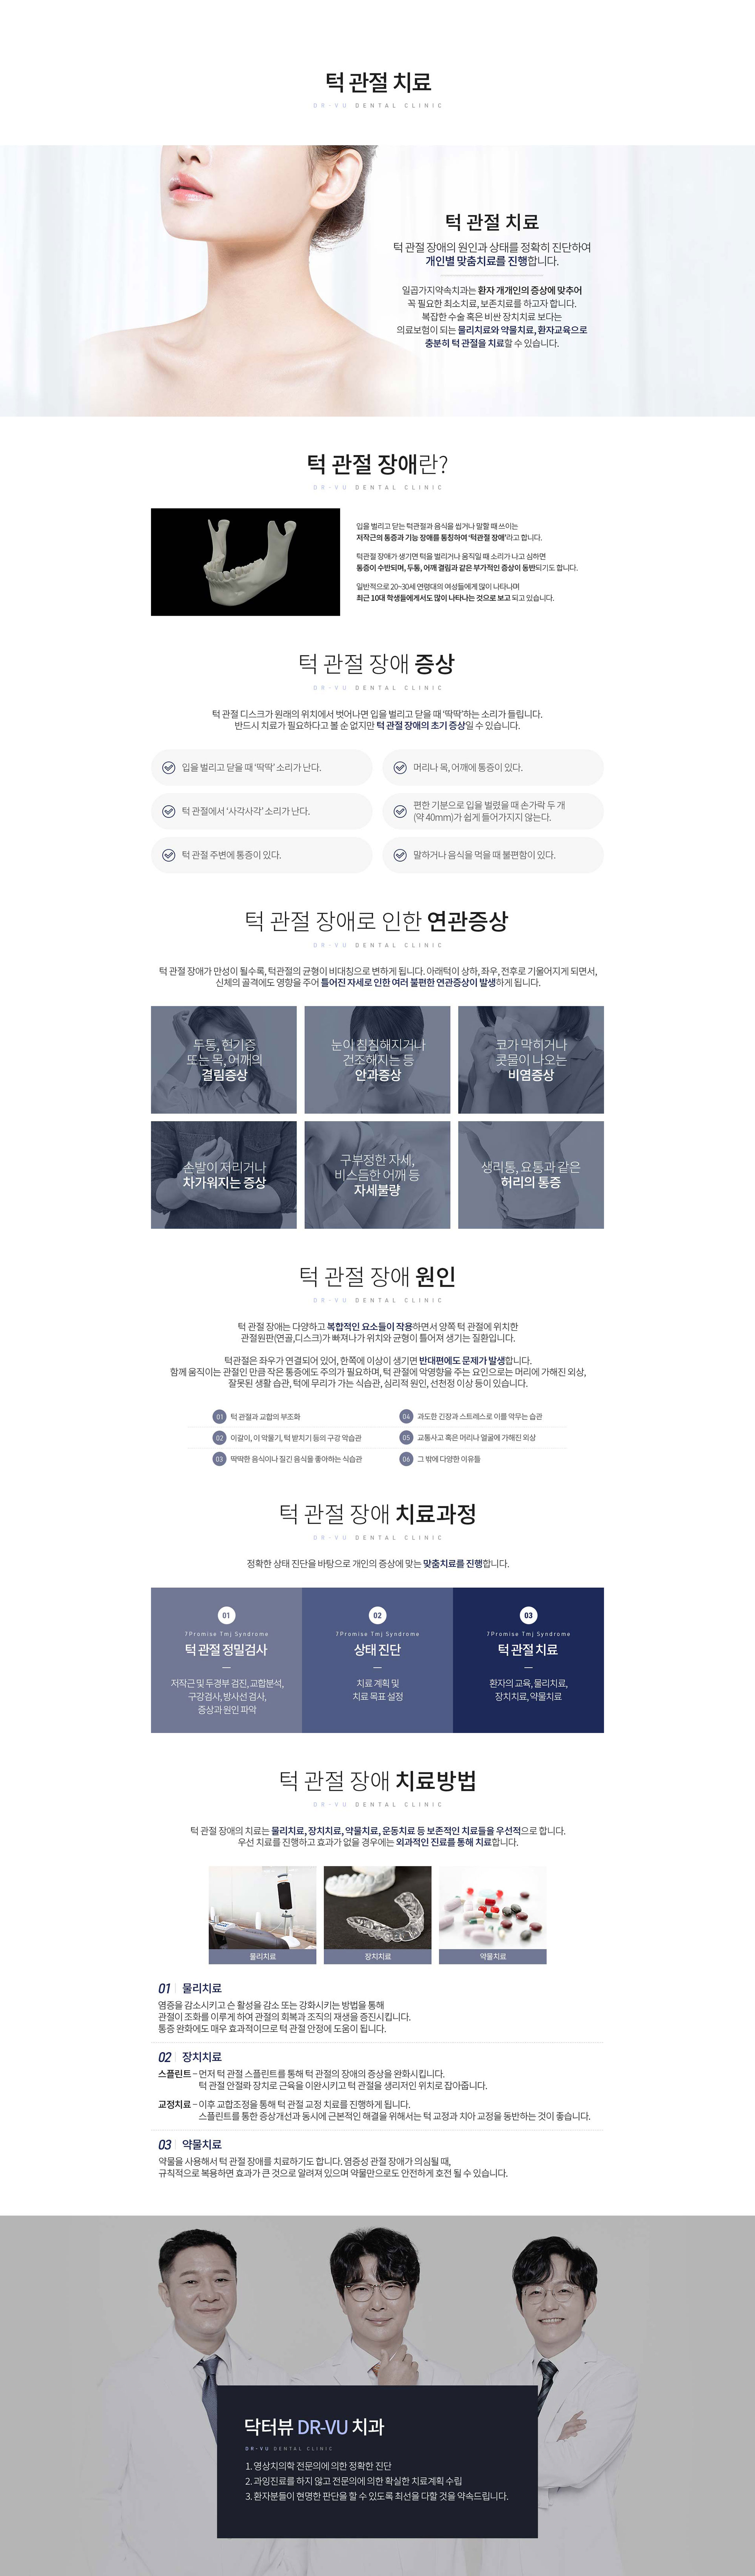 턱 관절 치료
DR-VU DENTAL CLINIC
턱 관절 치료
턱 관절 장애의 원인과 상태를 정확히 진단하여
개인별 맞춤치료를 진행합니다.
일곱가지약속치과는 환자 개개인의 증상에 맞추어
꼭 필요한 최소치료, 보존치료를 하고자 합니다.
복잡한 수술 혹은 비싼 장치치료 보다는
의료보험이 되는 물리치료와 약물치료, 환자교육으로
충분히 턱 관절을 치료할 수 있습니다.
턱 관절 장애란?
DR-VU DENTAL CLINIC
입을 벌리고 닫는 턱관절과 음식을 씹거나 말할 때 쓰이는
저작근의 통증과 기능 장애를 통칭하여 '턱관절 장애'라고 합니다.
턱관절 장애가 생기면 턱을 벌리거나 움직일 때 소리가 나고 심하면
통증이 수반되며, 두통, 어깨 결림과 같은 부가적인 증상이 동반되기도 합니다.
일반적으로 20~30세 연령대의 여성들에게 많이 나타나며
최근 10대 학생들에게서도 많이 나타나는 것으로 보고 되고 있습니다.
턱 관절 장애 증상
DR-VU DENTAL CLINIC
턱 관절 디스크가 원래의 위치에서 벗어나면 입을 벌리고 닫을 때 '딱딱'하는 소리가 들립니다.
반드시 치료가 필요하다고 볼 순 없지만 턱 관절 장애의 초기 증상일 수 있습니다.
입을 벌리고 닫을 때 '딱딱' 소리가 난다.
머리나 목, 어깨에 통증이 있다.
턱 관절에서 '사각사각' 소리가 난다.
편한 기분으로 입을 벌렸을 때 손가락 두 개
(약 40mm)가 쉽게 들어가지지 않는다.
턱 관절 주변에 통증이 있다.
말하거나 음식을 먹을 때 불편함이 있다.
턱 관절 장애로 인한 연관증상
DR-VU DENTAL CLINIC
턱 관절 장애가 만성이 될수록, 턱관절의 균형이 비대칭으로 변하게 됩니다. 아래턱이 상하, 좌우, 전후로 기울어지게 되면서,
신체의 골격에도 영향을 주어 틀어진 자세로 인한 여러 불편한 연관증상이 발생하게 됩니다.
두통, 현기증
또는 목, 어깨의
결림증상
눈이 침침해지거나
건조해지는 등
안과증상
코가 막히거나
콧물이 나오는
비염증상
손발이 저리거나
차가워지는 증상
구부정한 자세,
비스듬한 어깨 등
자세불량
생리통, 요통과 같은
허리의 통증
턱 관절 장애 원인
DR-VU DENTAL CLINIC
턱 관절 장애는 다양하고 복합적인 요소들이 작용하면서 양쪽 턱 관절에 위치한
관절원판(연골,디스크)가 빠져나가 위치와 균형이 틀어져 생기는 질환입니다.
턱관절은 좌우가 연결되어 있어, 한쪽에 이상이 생기면 반대편에도 문제가 발생합니다.
함께 움직이는 관절인 만큼 작은 통증에도 주의가 필요하며, 턱 관절에 악영향을 주는 요인으로는 머리에 가해진 외상,
잘못된 생활 습관, 턱에 무리가 가는 식습관, 심리적 원인, 선천정 이상 등이 있습니다.
01 턱 관절과 교합의 부조화
04 과도한 긴장과 스트레스로 이를 악무는 습관
02 이갈이, 이 악물기, 턱 받치기 등의 구강 악습관
05 교통사고 혹은 머리나 얼굴에 가해진 외상
03 딱딱한 음식이나 질긴 음식을 좋아하는 식습관
06 그 밖에 다양한 이유들
턱 관절 장애 치료과정
DR-VU DENTAL CLINIC
정확한 상태 진단을 바탕으로 개인의 증상에 맞는 맞춤치료를 진행합니다.
01
7Promise Tmj Syndrome
턱 관절 정밀검사
저작근 및 두경부 검진, 교합분석,
구강검사, 방사선 검사,
증상과 원인 파악
02
7Promise Tmj Syndrome
상태 진단
치료 계획 및
치료 목표 설정
03
7Promise Tmj Syndrome
턱 관절 치료
환자의 교육, 물리치료,
장치치료, 약물치료
턱 관절 장애 치료방법
DR-VU DENTAL CLINIC
턱 관절 장애의 치료는 물리치료, 장치치료, 약물치료, 운동치료 등 보존적인 치료들을 우선적으로 합니다.
우선 치료를 진행하고 효과가 없을 경우에는 외과적인 진료를 통해 치료합니다.
물리치료
장치치료
약물치료
01 물리치료
염증을 감소시키고 슨 활성을 감소 또는 강화시키는 방법을 통해
관절이 조화를 이루게 하여 관절의 회복과 조직의 재생을 증진시킵니다.
통증 완화에도 매우 효과적이므로 턱 관절 안정에 도움이 됩니다.
02 장치치료
스플린트 - 먼저 턱 관절 스플린트를 통해 턱 관절의 장애의 증상을 완화시킵니다.
턱 관절 안절롸 장치로 근육을 이완시키고 턱 관절을 생리저인 위치로 잡아줍니다.
교정치료 - 이후 교합조정을 통해 턱 관절 교정 치료를 진행하게 됩니다.
스플린트를 통한 증상개선과 동시에 근본적인 해결을 위해서는 턱 교정과 치아 교정을 동반하는 것이 좋습니다.
03 약물치료
약물을 사용해서 턱 관절 장애를 치료하기도 합니다. 염증성 관절 장애가 의심될 때,
규칙적으로 복용하면 효과가 큰 것으로 알려져 있으며 약물만으로도 안전하게 호전 될 수 있습니다.
닥터뷰 DR-VU 치과
DR-VU DENTAL CLINIC
1. 영상치의학 전문의에 의한 정확한 진단
2. 과잉진료를 하지 않고 전문의에 의한 확실한 치료계획 수립
3. 환자분들이 현명한 판단을 할 수 있도록 최선을 다할 것을 약속드립니다.